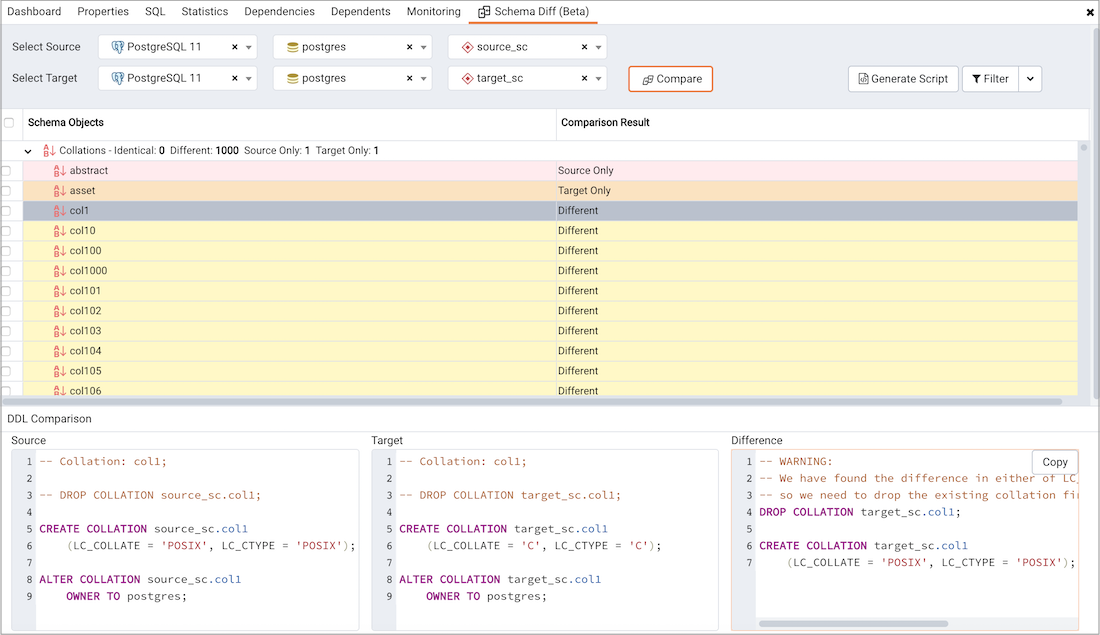 Dashboard Properties SQL Statistics Dependencies Dependents Monitoring Schema Diff (Beta)
Select Source PostgreSQL 11 postgres source_sc
Select Target PostgreSQL 11 postgres target_sc Compare Generate Script Filter
Schema Objects Comparison Result
Collations - Identical: 0 Different: 1000 Source Only: 1 Target Only: 1
abstract Source Only
asset Target Only
col1 Different
col10 Different
col100 Different
col1000 Different
col101 Different
col102 Different
col103 Different
col104 Different
col105 Different
col106 Different
DDL Comparison
Source
1 -- Collation: col1;
2
3 -- DROP COLLATION source_sc.col1;
4
5 CREATE COLLATION source_sc.col1
6 (LC_COLLATE = 'POSIX', LC_CTYPE = 'POSIX');
7
8 ALTER COLLATION source_sc.col1
9 OWNER TO postgres;
Target
1 -- Collation: col1;
2
3 -- DROP COLLATION target_sc.col1;
4
5 CREATE COLLATION target_sc.col1
6 (LC_COLLATE = 'C', LC_CTYPE = 'C');
7
8 ALTER COLLATION target_sc.col1
9 OWNER TO postgres;
Difference
Copy
1 -- WARNING:
2 -- We have found the difference in either of LC_
3 -- so we need to drop the existing collation fi
4 DROP COLLATION target_sc.col1;
5
6 CREATE COLLATION target_sc.col1
7 (LC_COLLATE = 'POSIX', LC_CTYPE = 'POSIX');